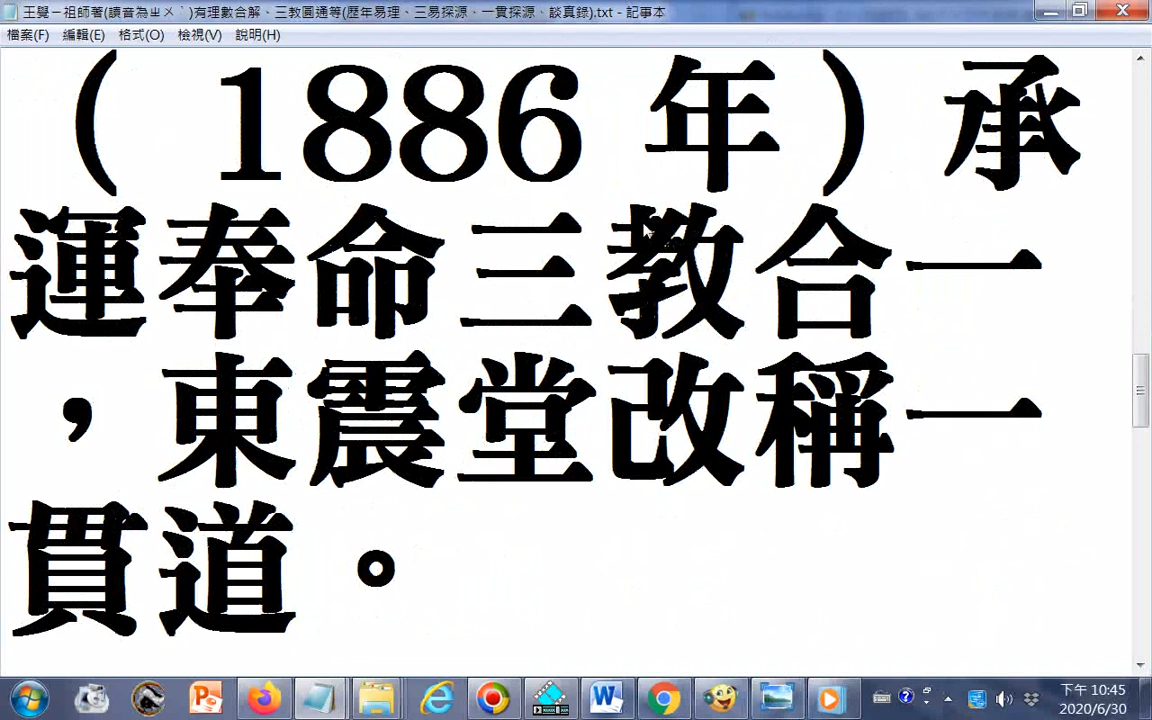 王覺一祖師著(讀音為ㄓㄨˋ)有理數合解、三教圓通等(歷年易理、三易探源、一貫探源、談真錄).txt - 記事本
檔案(F) 編輯(E) 格式(O) 檢視(V) 說明(H)
（ 1886 年）承
運奉命三教合一
，東震堂改稱一
貫道。
下午 10:45
2020/6/30